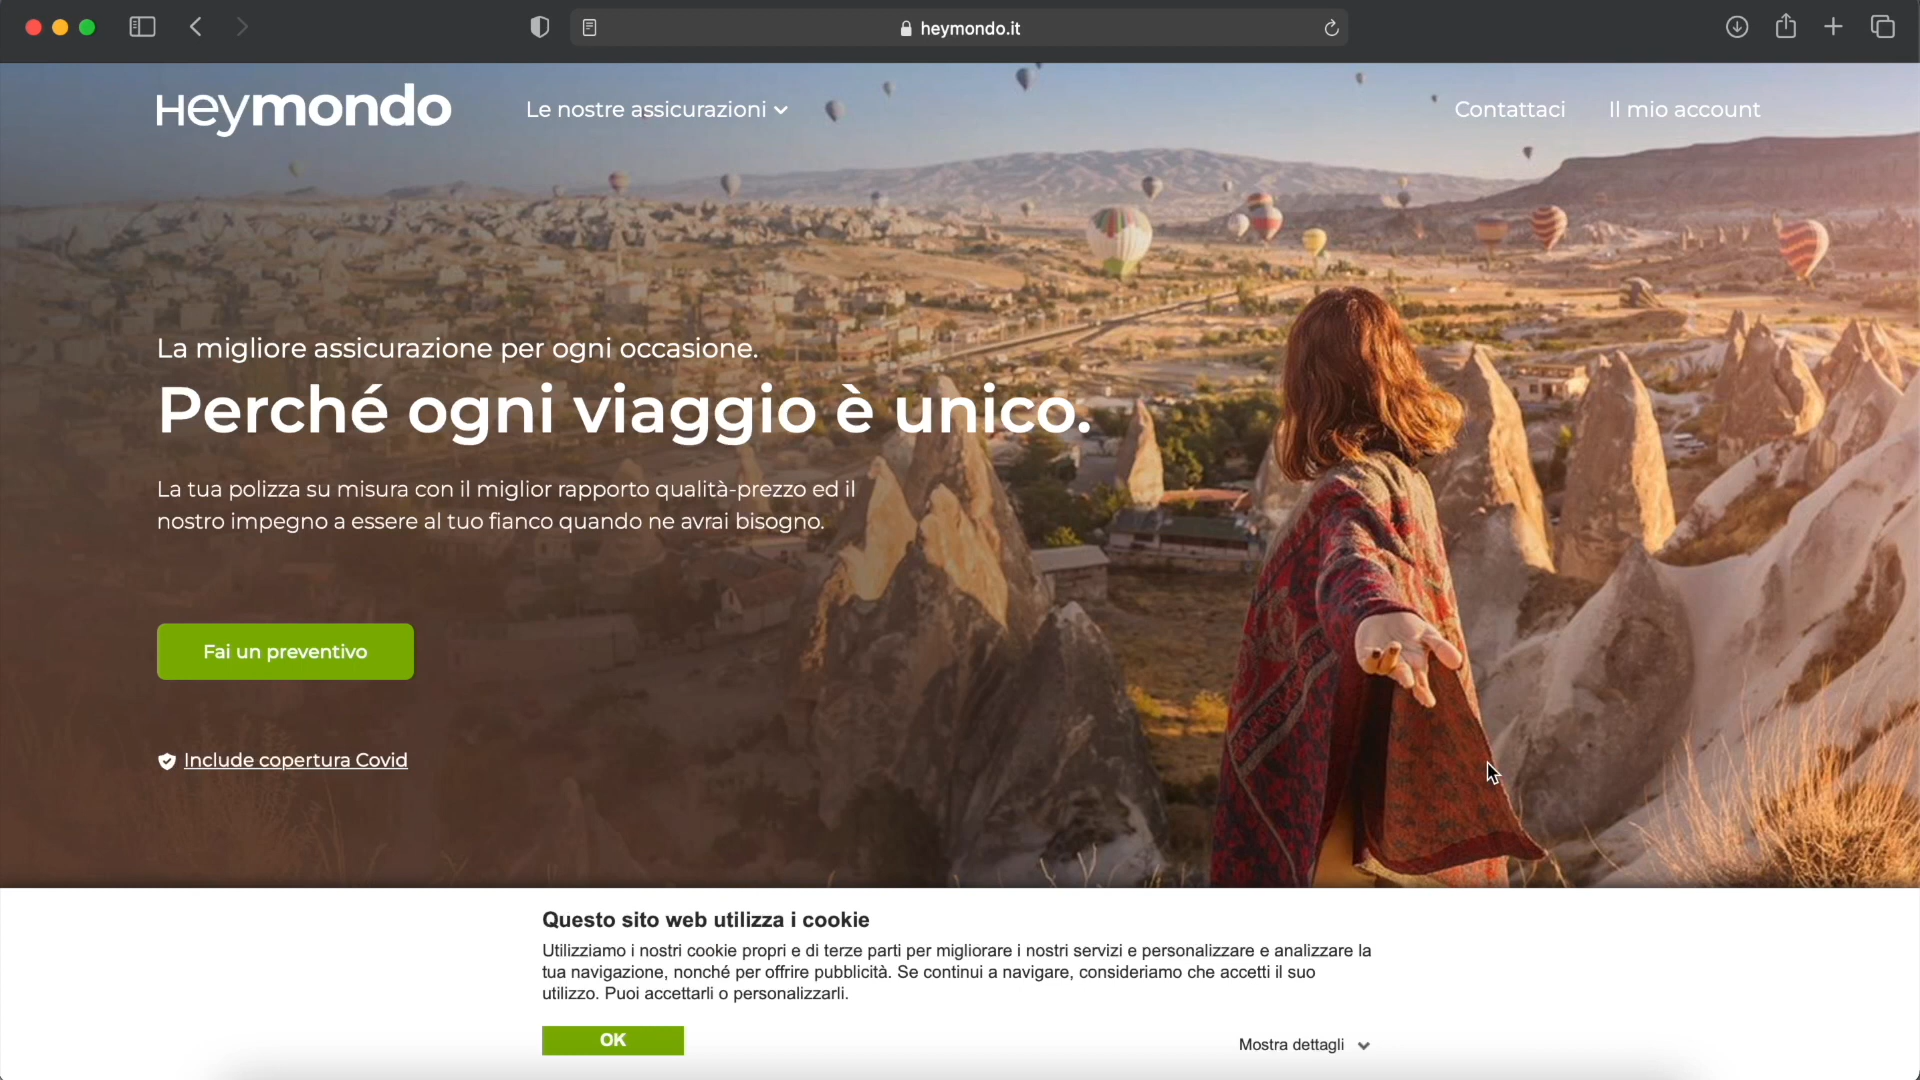 heymondo.it
Heymondo
Le nostre assicurazioni
Contattaci
Il mio account
La migliore assicurazione per ogni occasione.
Perché ogni viaggio è unico.
La tua polizza su misura con il miglior rapporto qualità-prezzo ed il
nostro impegno a essere al tuo fianco quando ne avrai bisogno.
Fai un preventivo
Include copertura Covid
Questo sito web utilizza i cookie
Utilizziamo i nostri cookie propri e di terze parti per migliorare i nostri servizi e personalizzare e analizzare la
tua navigazione, nonché per offrire pubblicità. Se continui a navigare, consideriamo che accetti il suo
utilizzo. Puoi accettarli o personalizzarli.
OK
Mostra dettagli